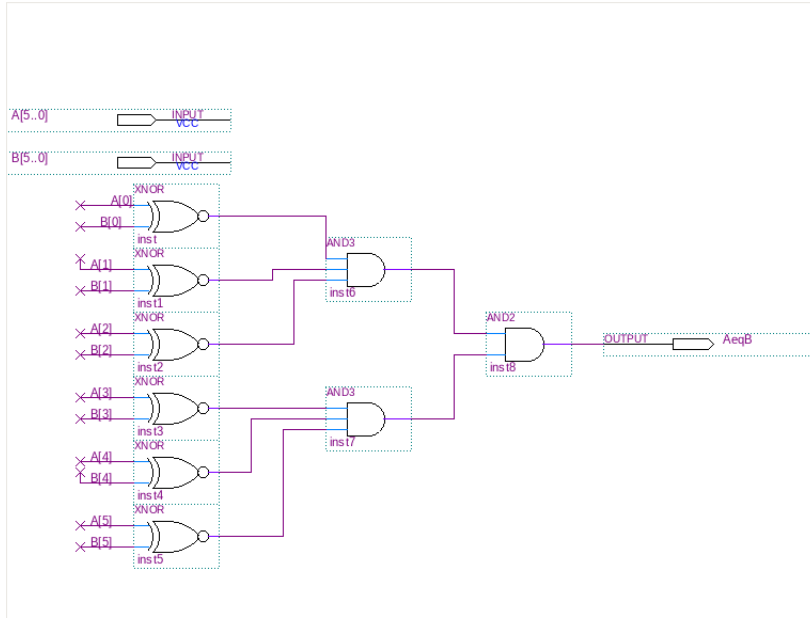 A[5..0]
INPUT
VCC
B[5..0]
INPUT
VCC
XNOR
A[0]
B[0]
inst
XNOR
A[1]
B[1]
inst1
XNOR
A[2]
B[2]
inst2
XNOR
A[3]
B[3]
inst3
XNOR
A[4]
B[4]
inst4
XNOR
A[5]
B[5]
inst5
AND3
inst6
AND3
inst7
AND2
inst8
OUTPUT
AeqB